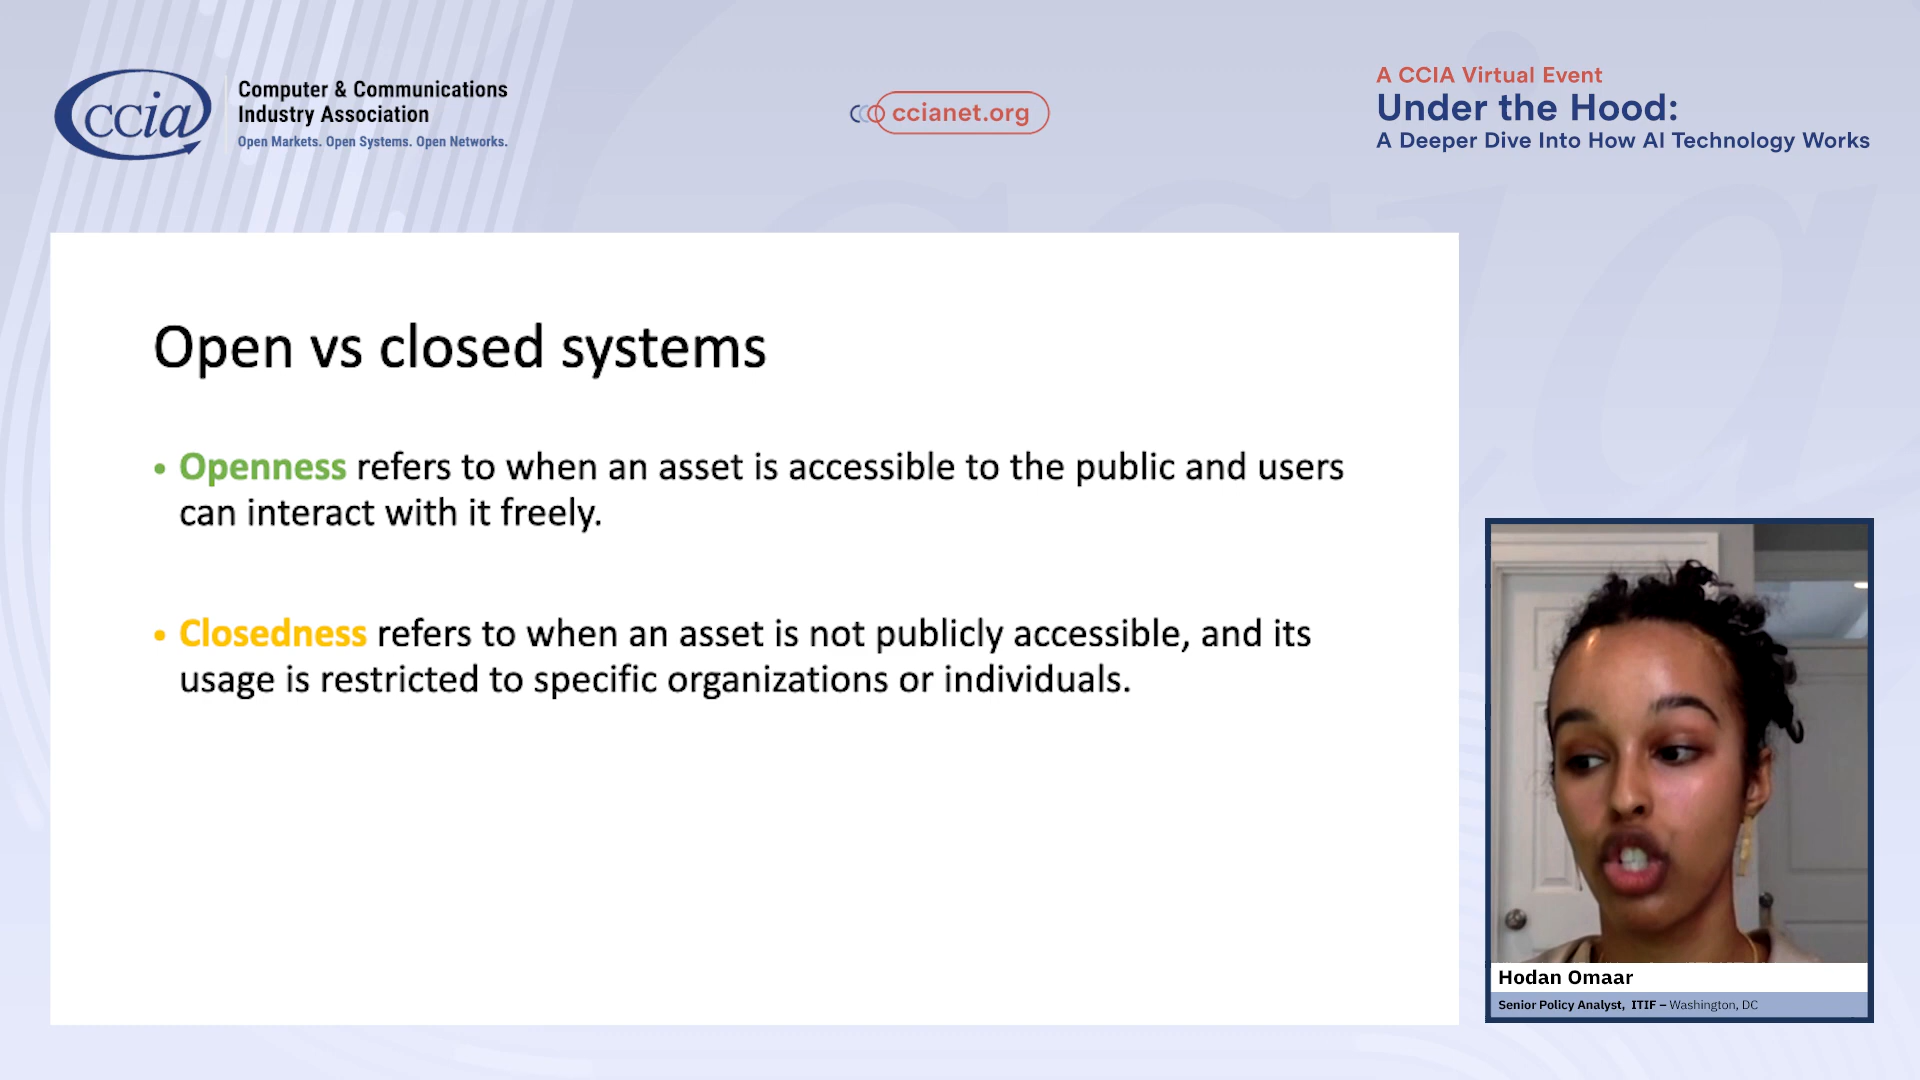 ccia
Computer & Communications
Industry Association
Open Markets. Open Systems. Open Networks.
ccianet.org
A CCIA Virtual Event
Under the Hood:
A Deeper Dive Into How AI Technology Works
Open vs closed systems
• Openness refers to when an asset is accessible to the public and users
can interact with it freely.
• Closedness refers to when an asset is not publicly accessible, and its
usage is restricted to specific organizations or individuals.
Hodan Omaar
Senior Policy Analyst, ITIF – Washington, DC